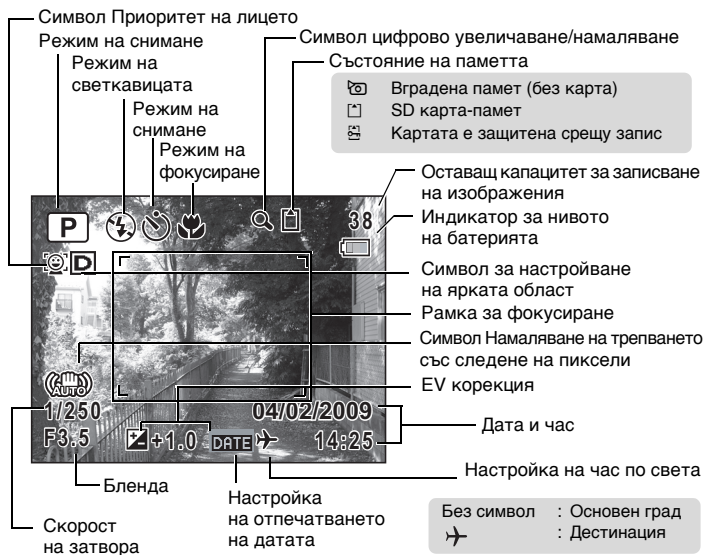 Символ Приоритет на лицето
Режим на снимане
Режим на
светкавицата
Режим на
снимане
Режим на
фокусиране
Символ цифрово увеличаване/намаляване
Състояние на паметта
Вградена памет (без карта)
SD карта-памет
Картата е защитена срещу запис
Оставащ капацитет за записване
на изображения
Индикатор за нивото
на батерията
Символ за настройване
на ярката област
Рамка за фокусиране
Символ Намаляване на трепването
със следене на пиксели
EV корекция
Дата и час
Настройка на час по света
P
38
D
AUTO
1/250
04/02/2009
F3.5
+1.0
DATE
14:25
Бленда
Скорост
на затвора
Настройка
на отпечатването
на датата
Без символ : Основен град
: Дестинация